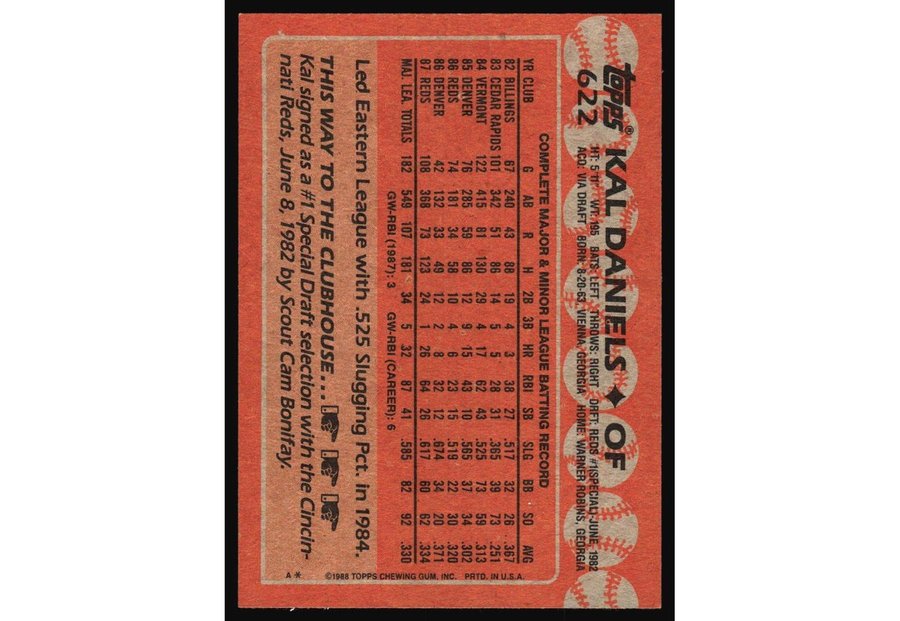 Topps®
622
KAL DANIELS ✦ OF
HT: 5'11" WT: 195 BATS: LEFT THROWS: RIGHT DRFT: REDS #1(SPECIAL)-JUNE, 1982
ACQ: VIA DRAFT BORN: 8-20-63, VIENNA, GEORGIA HOME: WARNER ROBINS, GEORGIA
COMPLETE MAJOR & MINOR LEAGUE BATTING RECORD
YR CLUB G AB R H 2B 3B HR RBI SB SLG BB SO AVG
82 BILLINGS 67 240 43 88 19 4 3 38 27 .517 32 26 .367
83 CEDAR RAPIDS 101 342 51 86 14 5 5 28 31 .365 39 73 .251
84 VERMONT 122 415 81 130 29 4 17 62 43 .525 73 59 .313
85 DENVER 76 285 59 86 12 9 15 43 10 .565 37 34 .302
86 REDS 74 181 34 58 10 4 6 23 15 .519 22 30 .320
86 DENVER 42 132 33 49 12 2 8 32 12 .674 34 20 .371
87 REDS 108 368 73 123 24 1 26 64 26 .617 60 62 .334
MAJ. LEA. TOTALS 182 549 107 181 34 5 32 87 41 .585 82 92 .330
GW-RBI (1987): 3 GW-RBI (CAREER): 6
Led Eastern League with .525 Slugging Pct. in 1984.
THIS WAY TO THE CLUBHOUSE...
Kal signed as a #1 Special Draft selection with the Cincin-
nati Reds, June 8, 1982 by Scout Cam Bonifay.
A* ©1988 TOPPS CHEWING GUM, INC. PRTD. IN U.S.A.